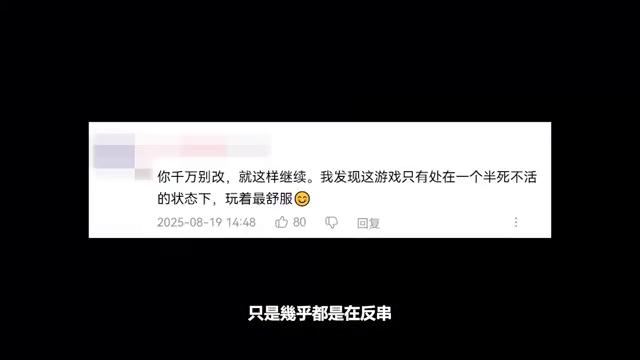 你千万别改，就这样继续。我发现这游戏只有处在一个半死不活
的状态下，玩着最舒服😊
2025-08-19 14:48 80 回复
只是幾乎都是在反串